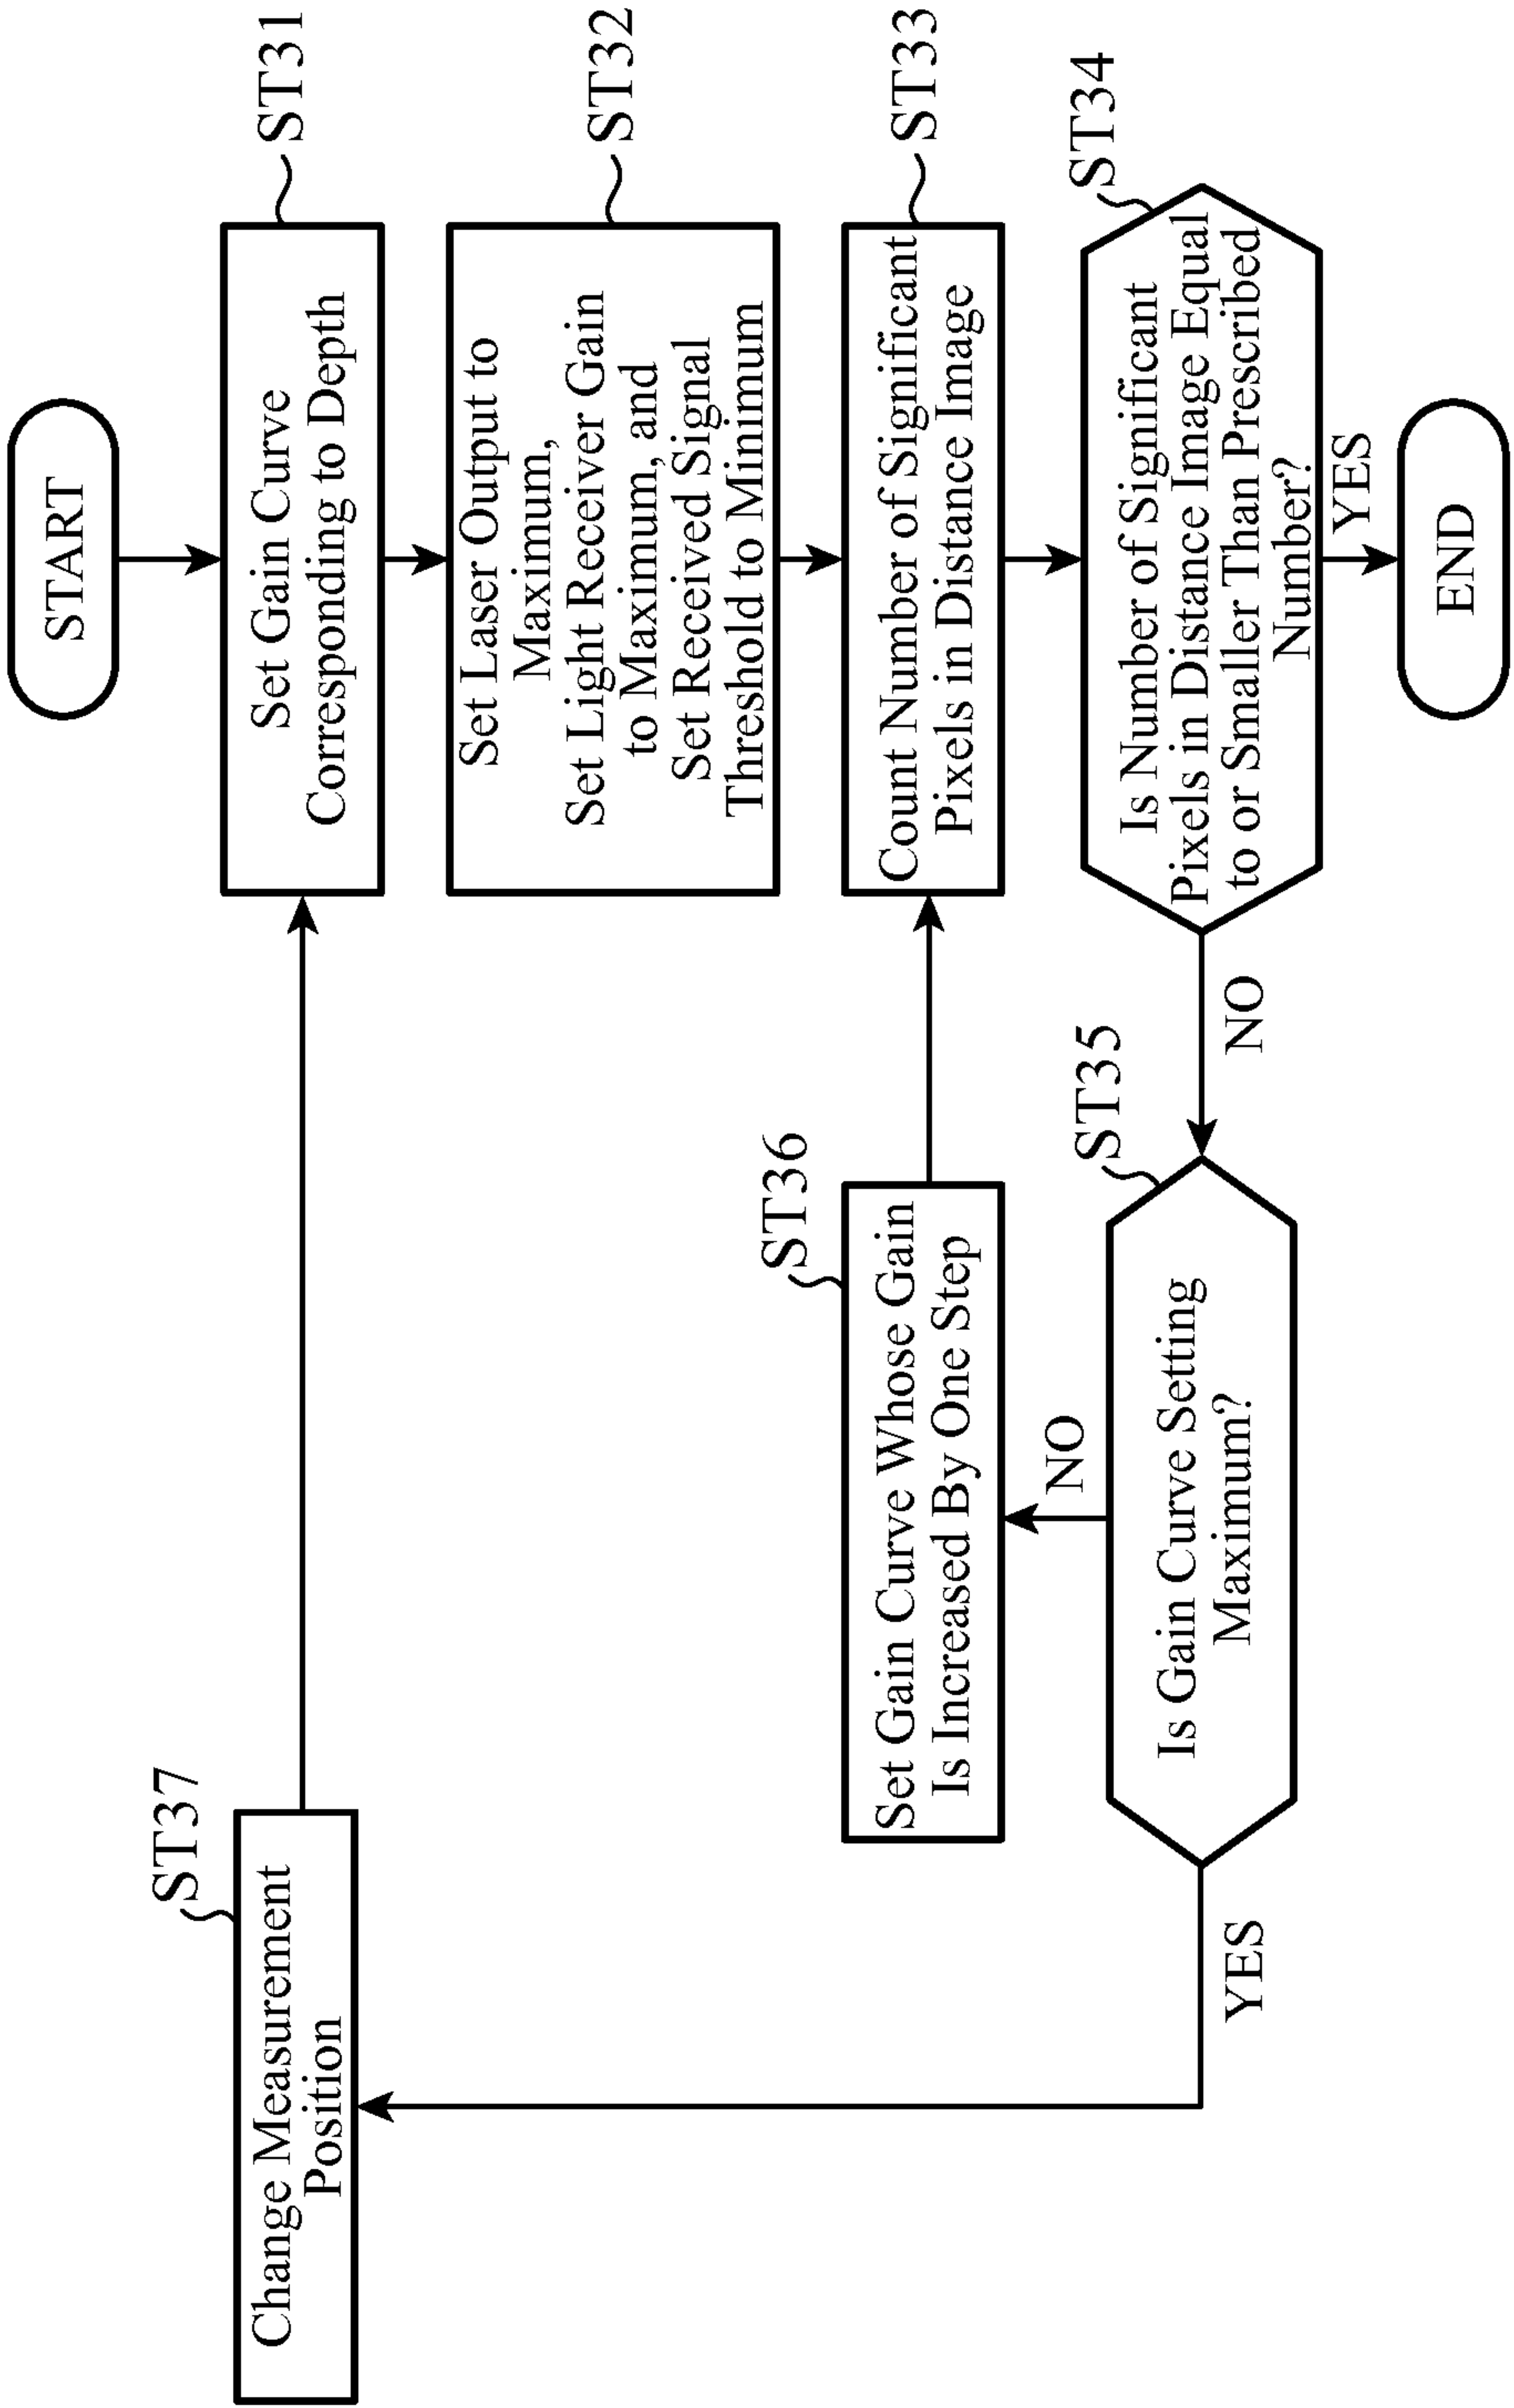 START
ST31
Set Gain Curve
Corresponding to Depth
ST32
Set Laser Output to
Maximum,
Set Light Receiver Gain
to Maximum, and
Set Received Signal
Threshold to Minimum
ST33
Count Number of Significant
Pixels in Distance Image
ST34
Is Number of Significant
Pixels in Distance Image Equal
to or Smaller Than Prescribed
Number?
YES
END
NO
ST35
Is Gain Curve Setting
Maximum?
NO
ST36
Set Gain Curve Whose Gain
Is Increased By One Step
YES
ST37
Change Measurement
Position